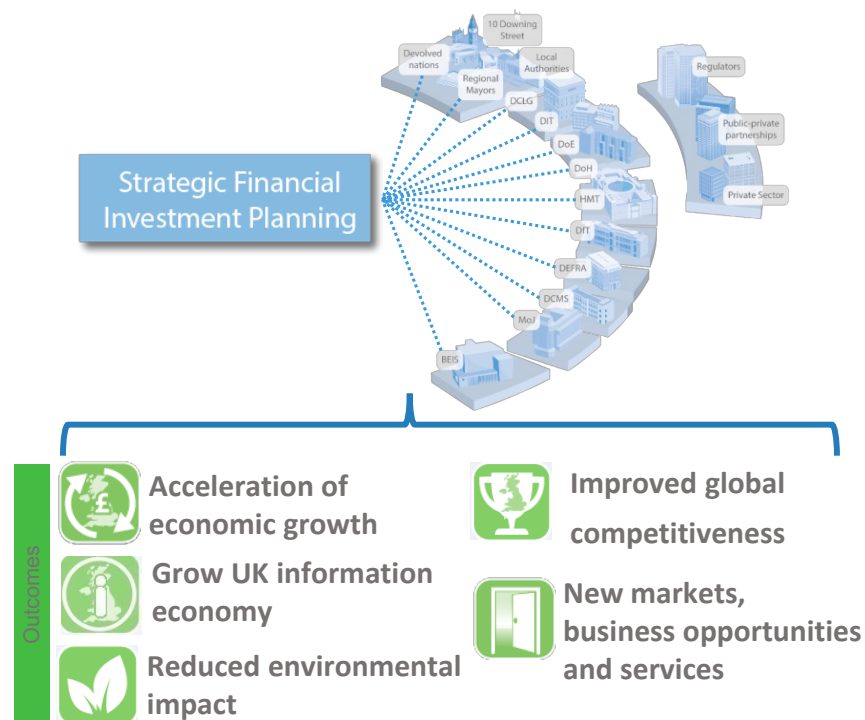 10 Downing
Street
Devolved
nations
Local
Authorities
Regional
Mayors
DCLG
DIT
DoE
DoH
HMT
DfT
DEFRA
DCMS
MoJ
BEIS
Regulators
Public-private
partnerships
Private Sector
Strategic Financial
Investment Planning
Outcomes
£
Acceleration of
economic growth
Grow UK information
economy
Reduced environmental
impact
Improved global
competitiveness
New markets,
business opportunities
and services